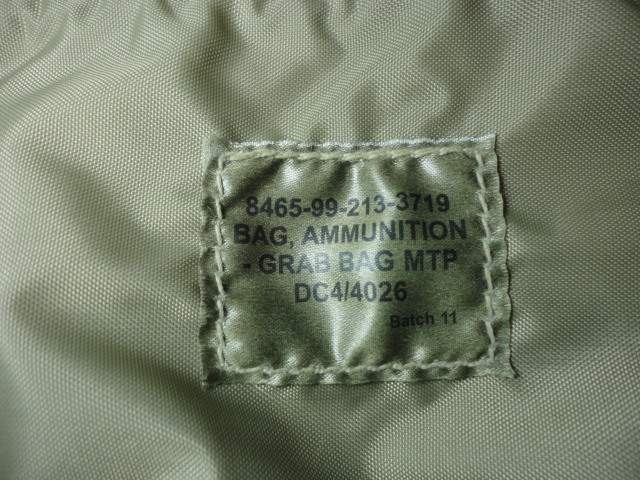 8465-99-213-3719
BAG, AMMUNITION
- GRAB BAG MTP
DC4/4026
Batch 11